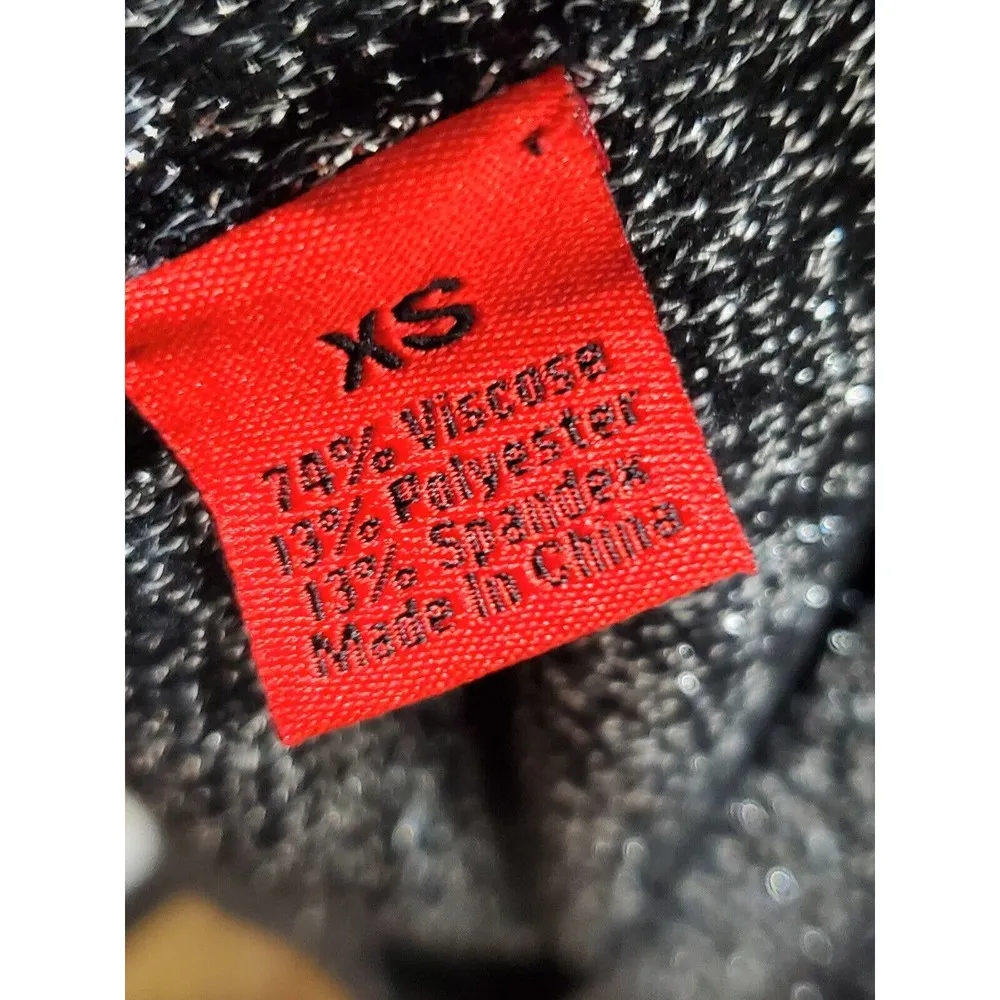 XS
74% Viscose
13% Polyester
13% Spandex
Made In China